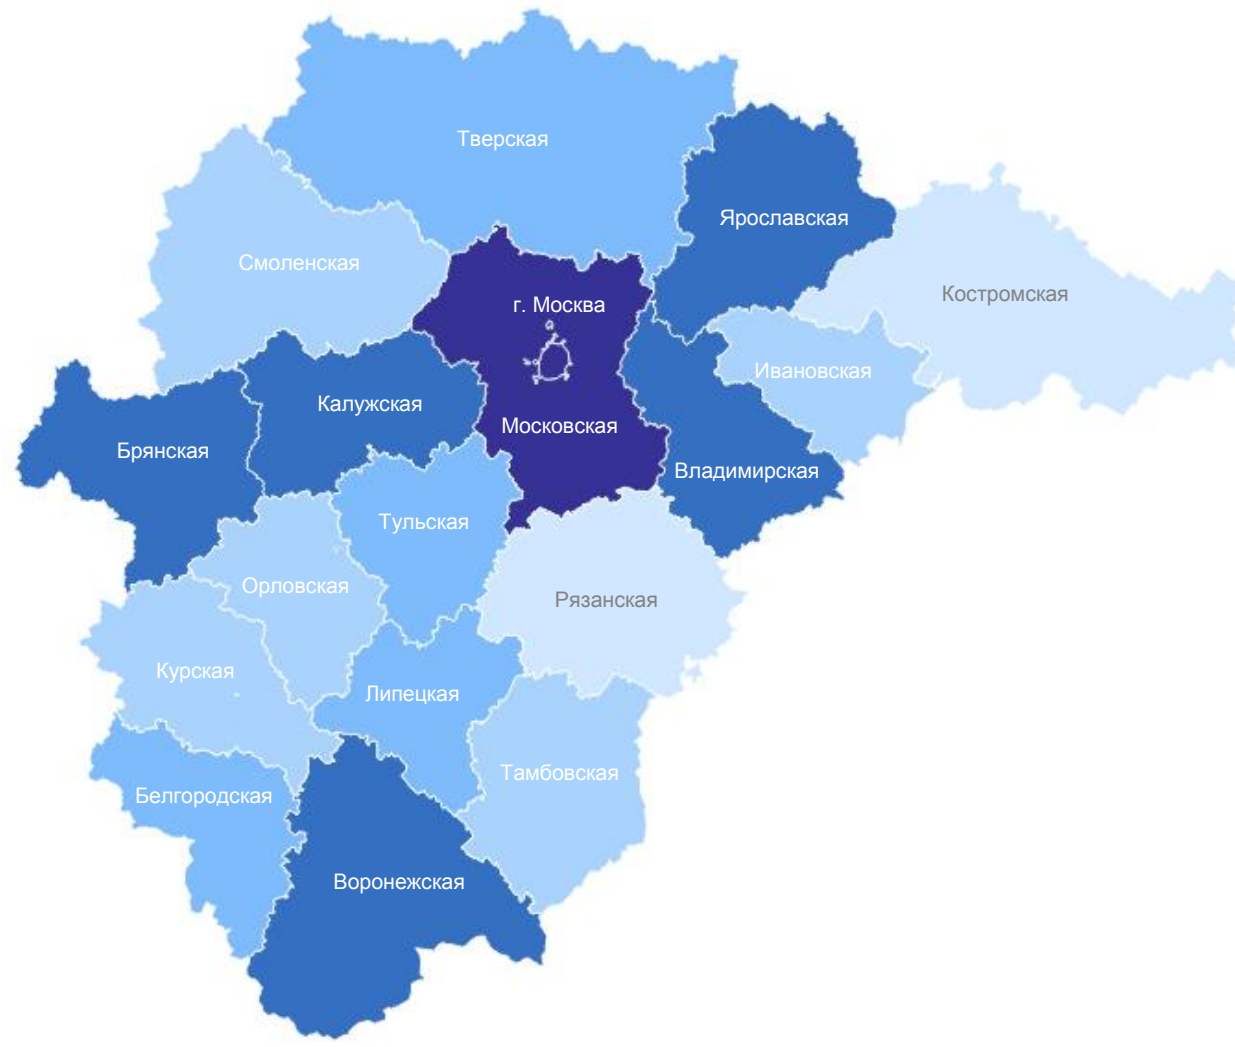 Тверская
Ярославская
Смоленская
Костромская
г. Москва
Ивановская
Калужская
Московская
Брянская
Владимирская
Тульская
Орловская
Рязанская
Курская
Липецкая
Тамбовская
Белгородская
Воронежская